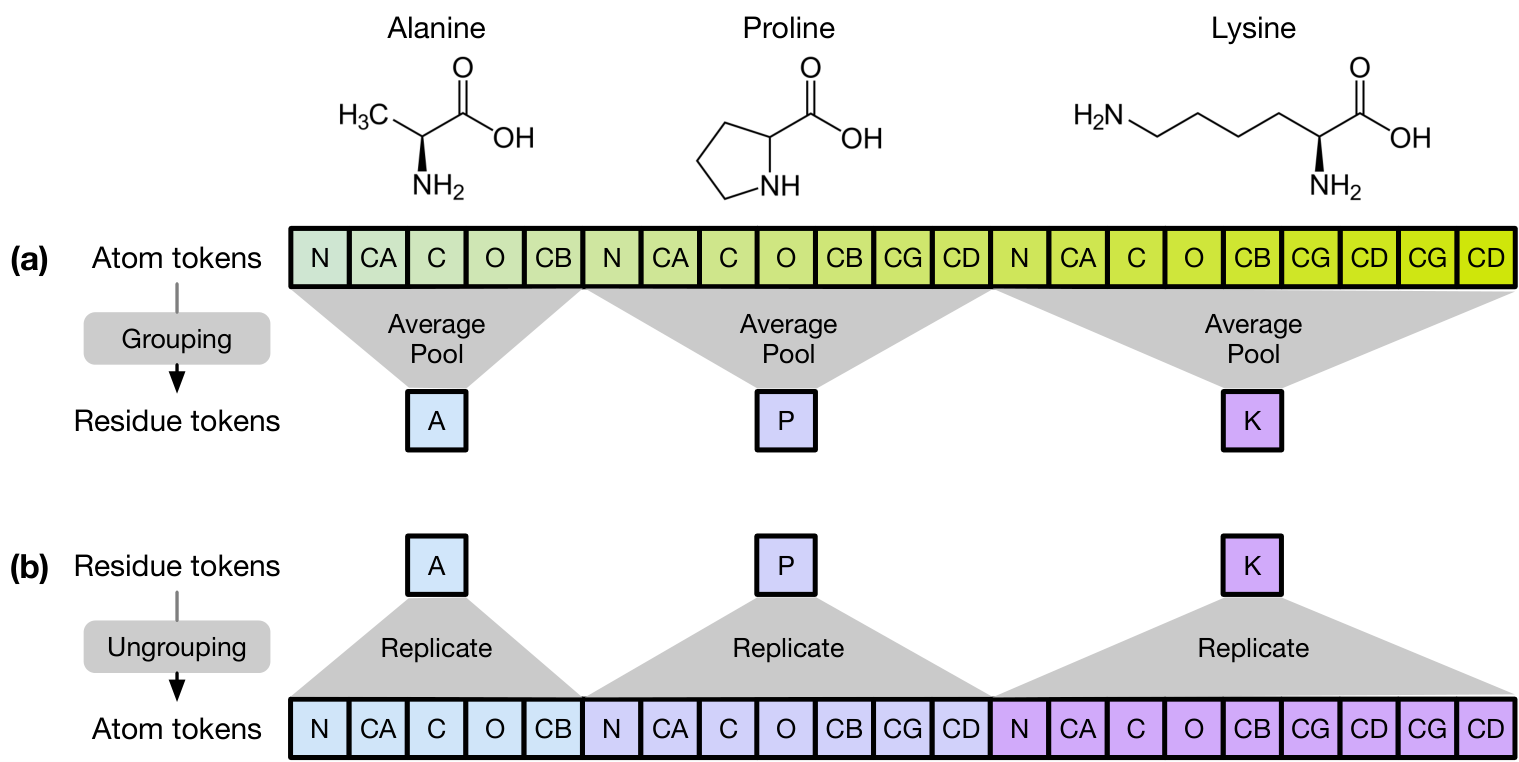 Alanine Proline Lysine
O O O
H₃C OH OH H₂N OH
NH₂ NH NH₂
(a) Atom tokens N CA C O CB N CA C O CB CG CD N CA C O CB CG CD CG CD
Grouping
Average Pool Average Pool Average Pool
Residue tokens A P K
(b) Residue tokens A P K
Ungrouping
Replicate Replicate Replicate
Atom tokens N CA C O CB N CA C O CB CG CD N CA C O CB CG CD CG CD